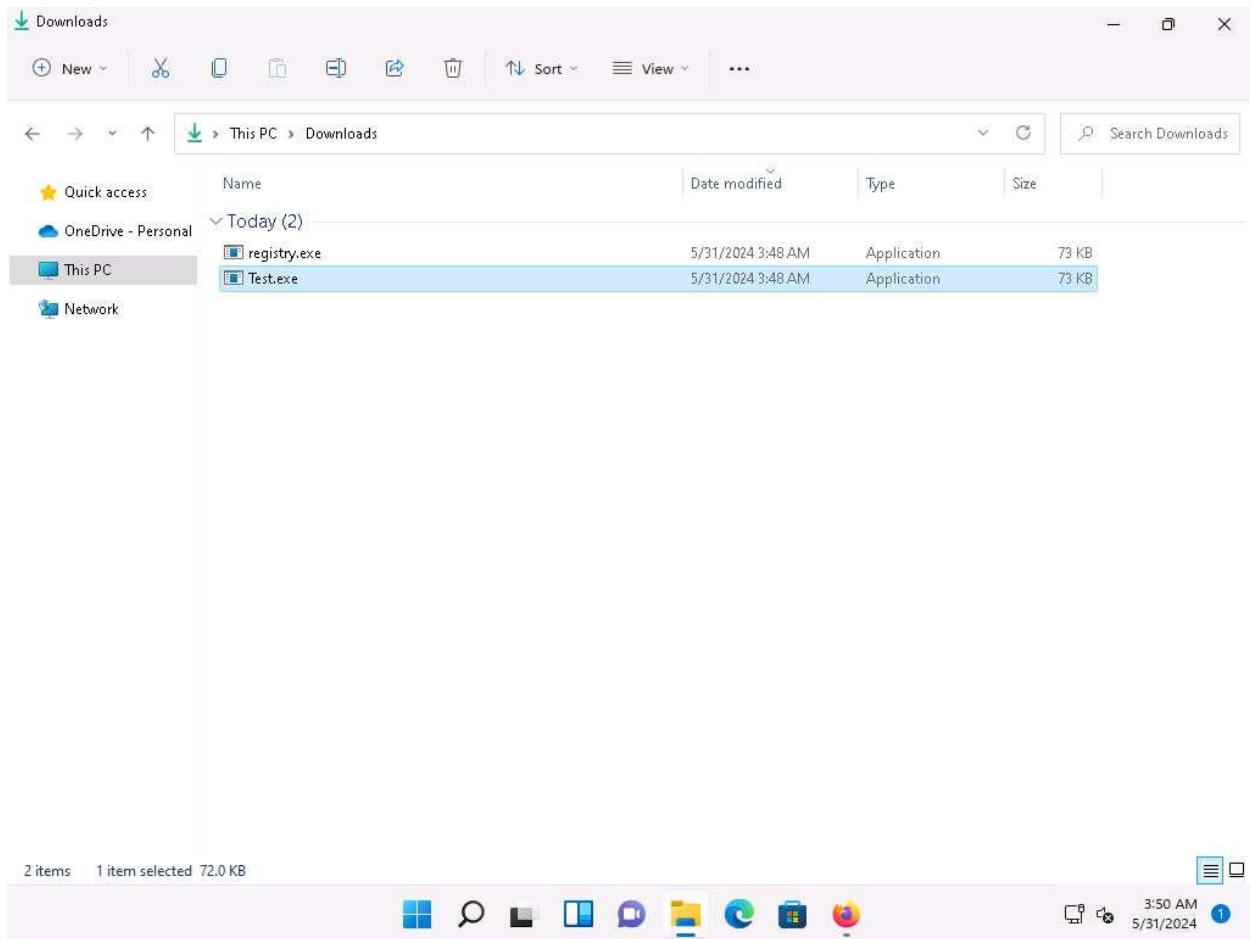 Downloads
New Sort View ...
This PC > Downloads Search Downloads
Quick access
OneDrive - Personal
This PC
Network
Name Date modified Type Size
Today (2)
registry.exe 5/31/2024 3:48 AM Application 73 KB
Test.exe 5/31/2024 3:48 AM Application 73 KB
2 items 1 item selected 72.0 KB
3:50 AM
5/31/2024 1